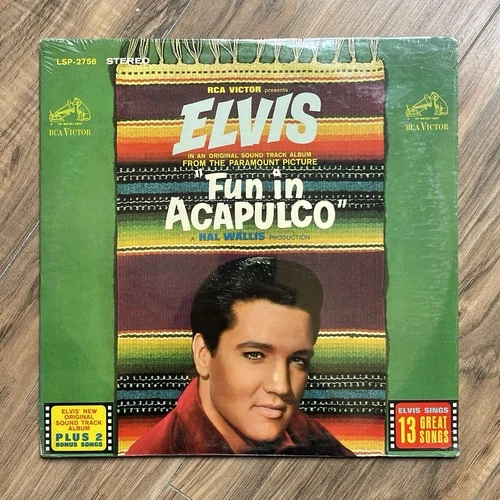 LSP-2756 STEREO
RCA VICTOR presents
ELVIS
IN AN ORIGINAL SOUND TRACK ALBUM
FROM THE PARAMOUNT PICTURE
"Fun in
ACAPULCO"
A HAL WALLIS PRODUCTION
RCA VICTOR
RCA VICTOR
ELVIS' NEW
ORIGINAL
SOUND TRACK
ALBUM
PLUS 2
BONUS SONGS
ELVIS SINGS
13 GREAT
SONGS